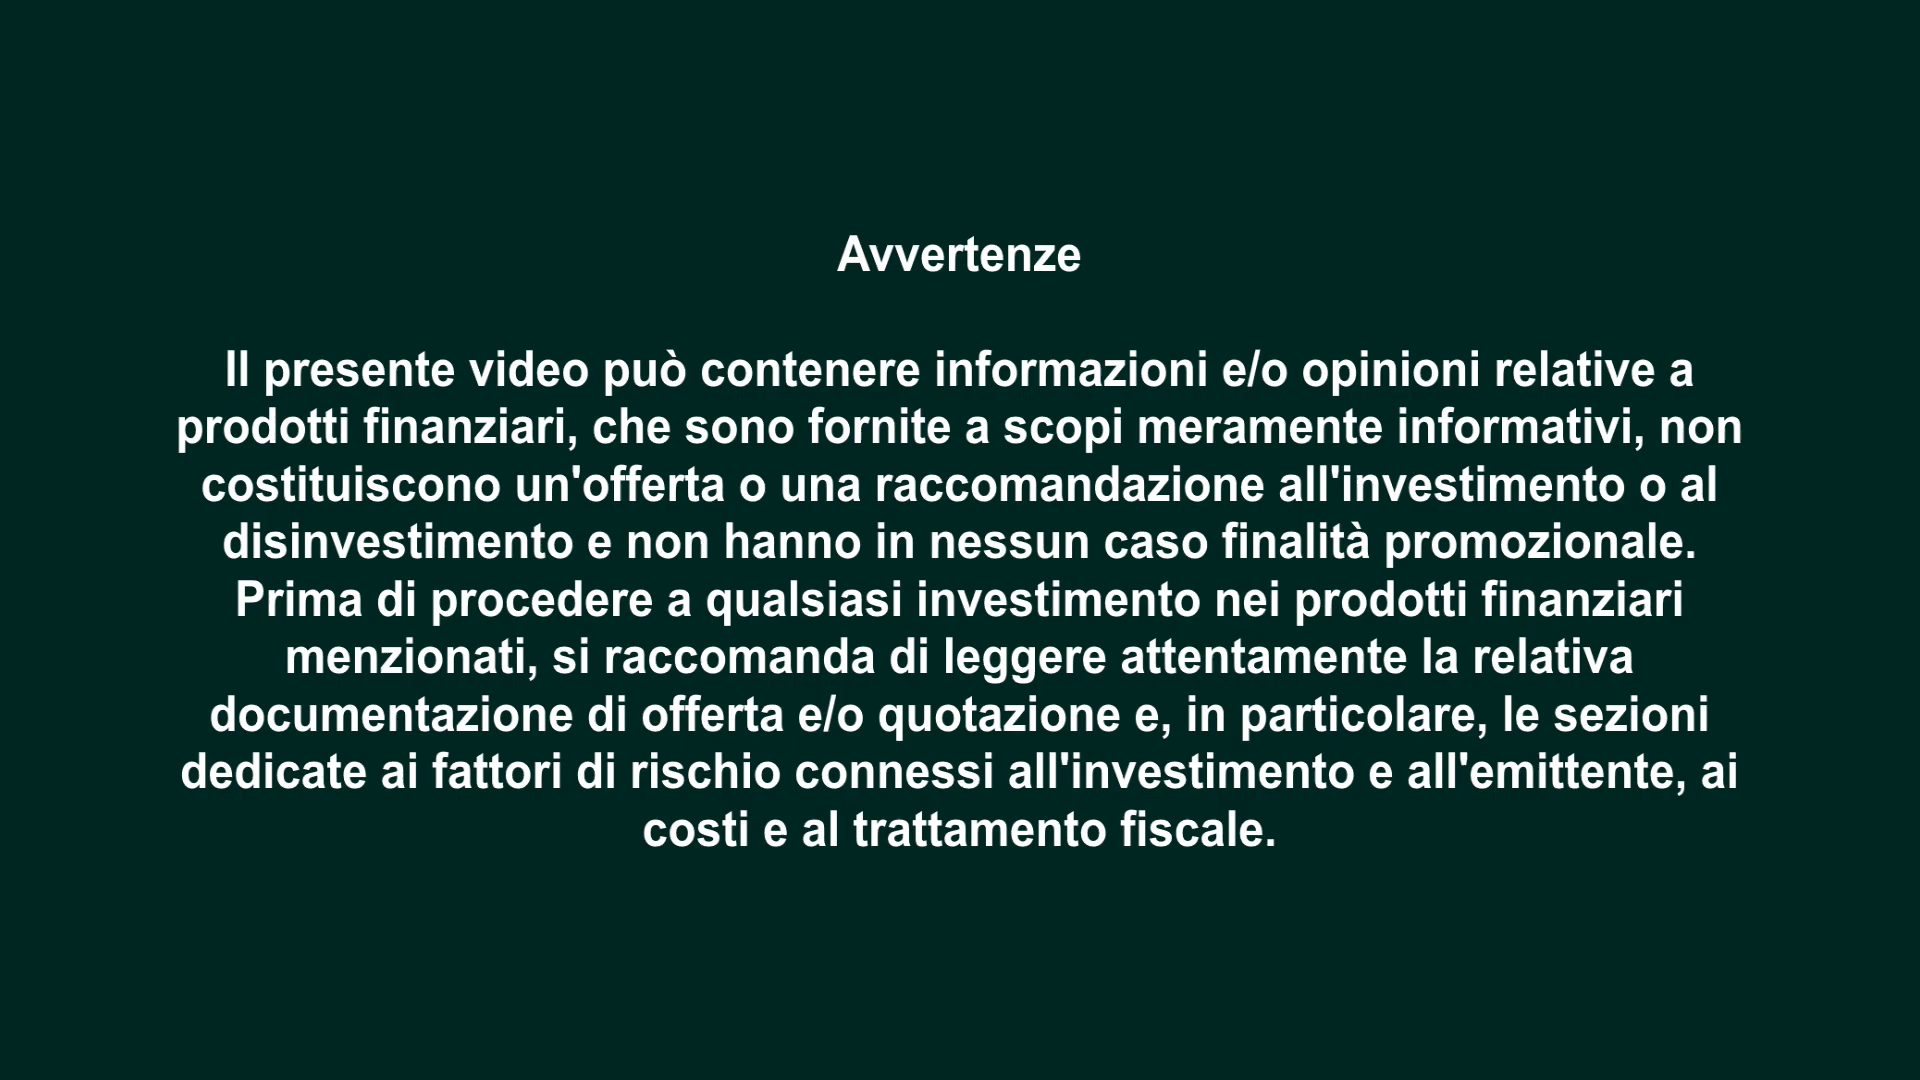 Avvertenze
Il presente video può contenere informazioni e/o opinioni relative a
prodotti finanziari, che sono fornite a scopi meramente informativi, non
costituiscono un'offerta o una raccomandazione all'investimento o al
disinvestimento e non hanno in nessun caso finalità promozionale.
Prima di procedere a qualsiasi investimento nei prodotti finanziari
menzionati, si raccomanda di leggere attentamente la relativa
documentazione di offerta e/o quotazione e, in particolare, le sezioni
dedicate ai fattori di rischio connessi all'investimento e all'emittente, ai
costi e al trattamento fiscale.